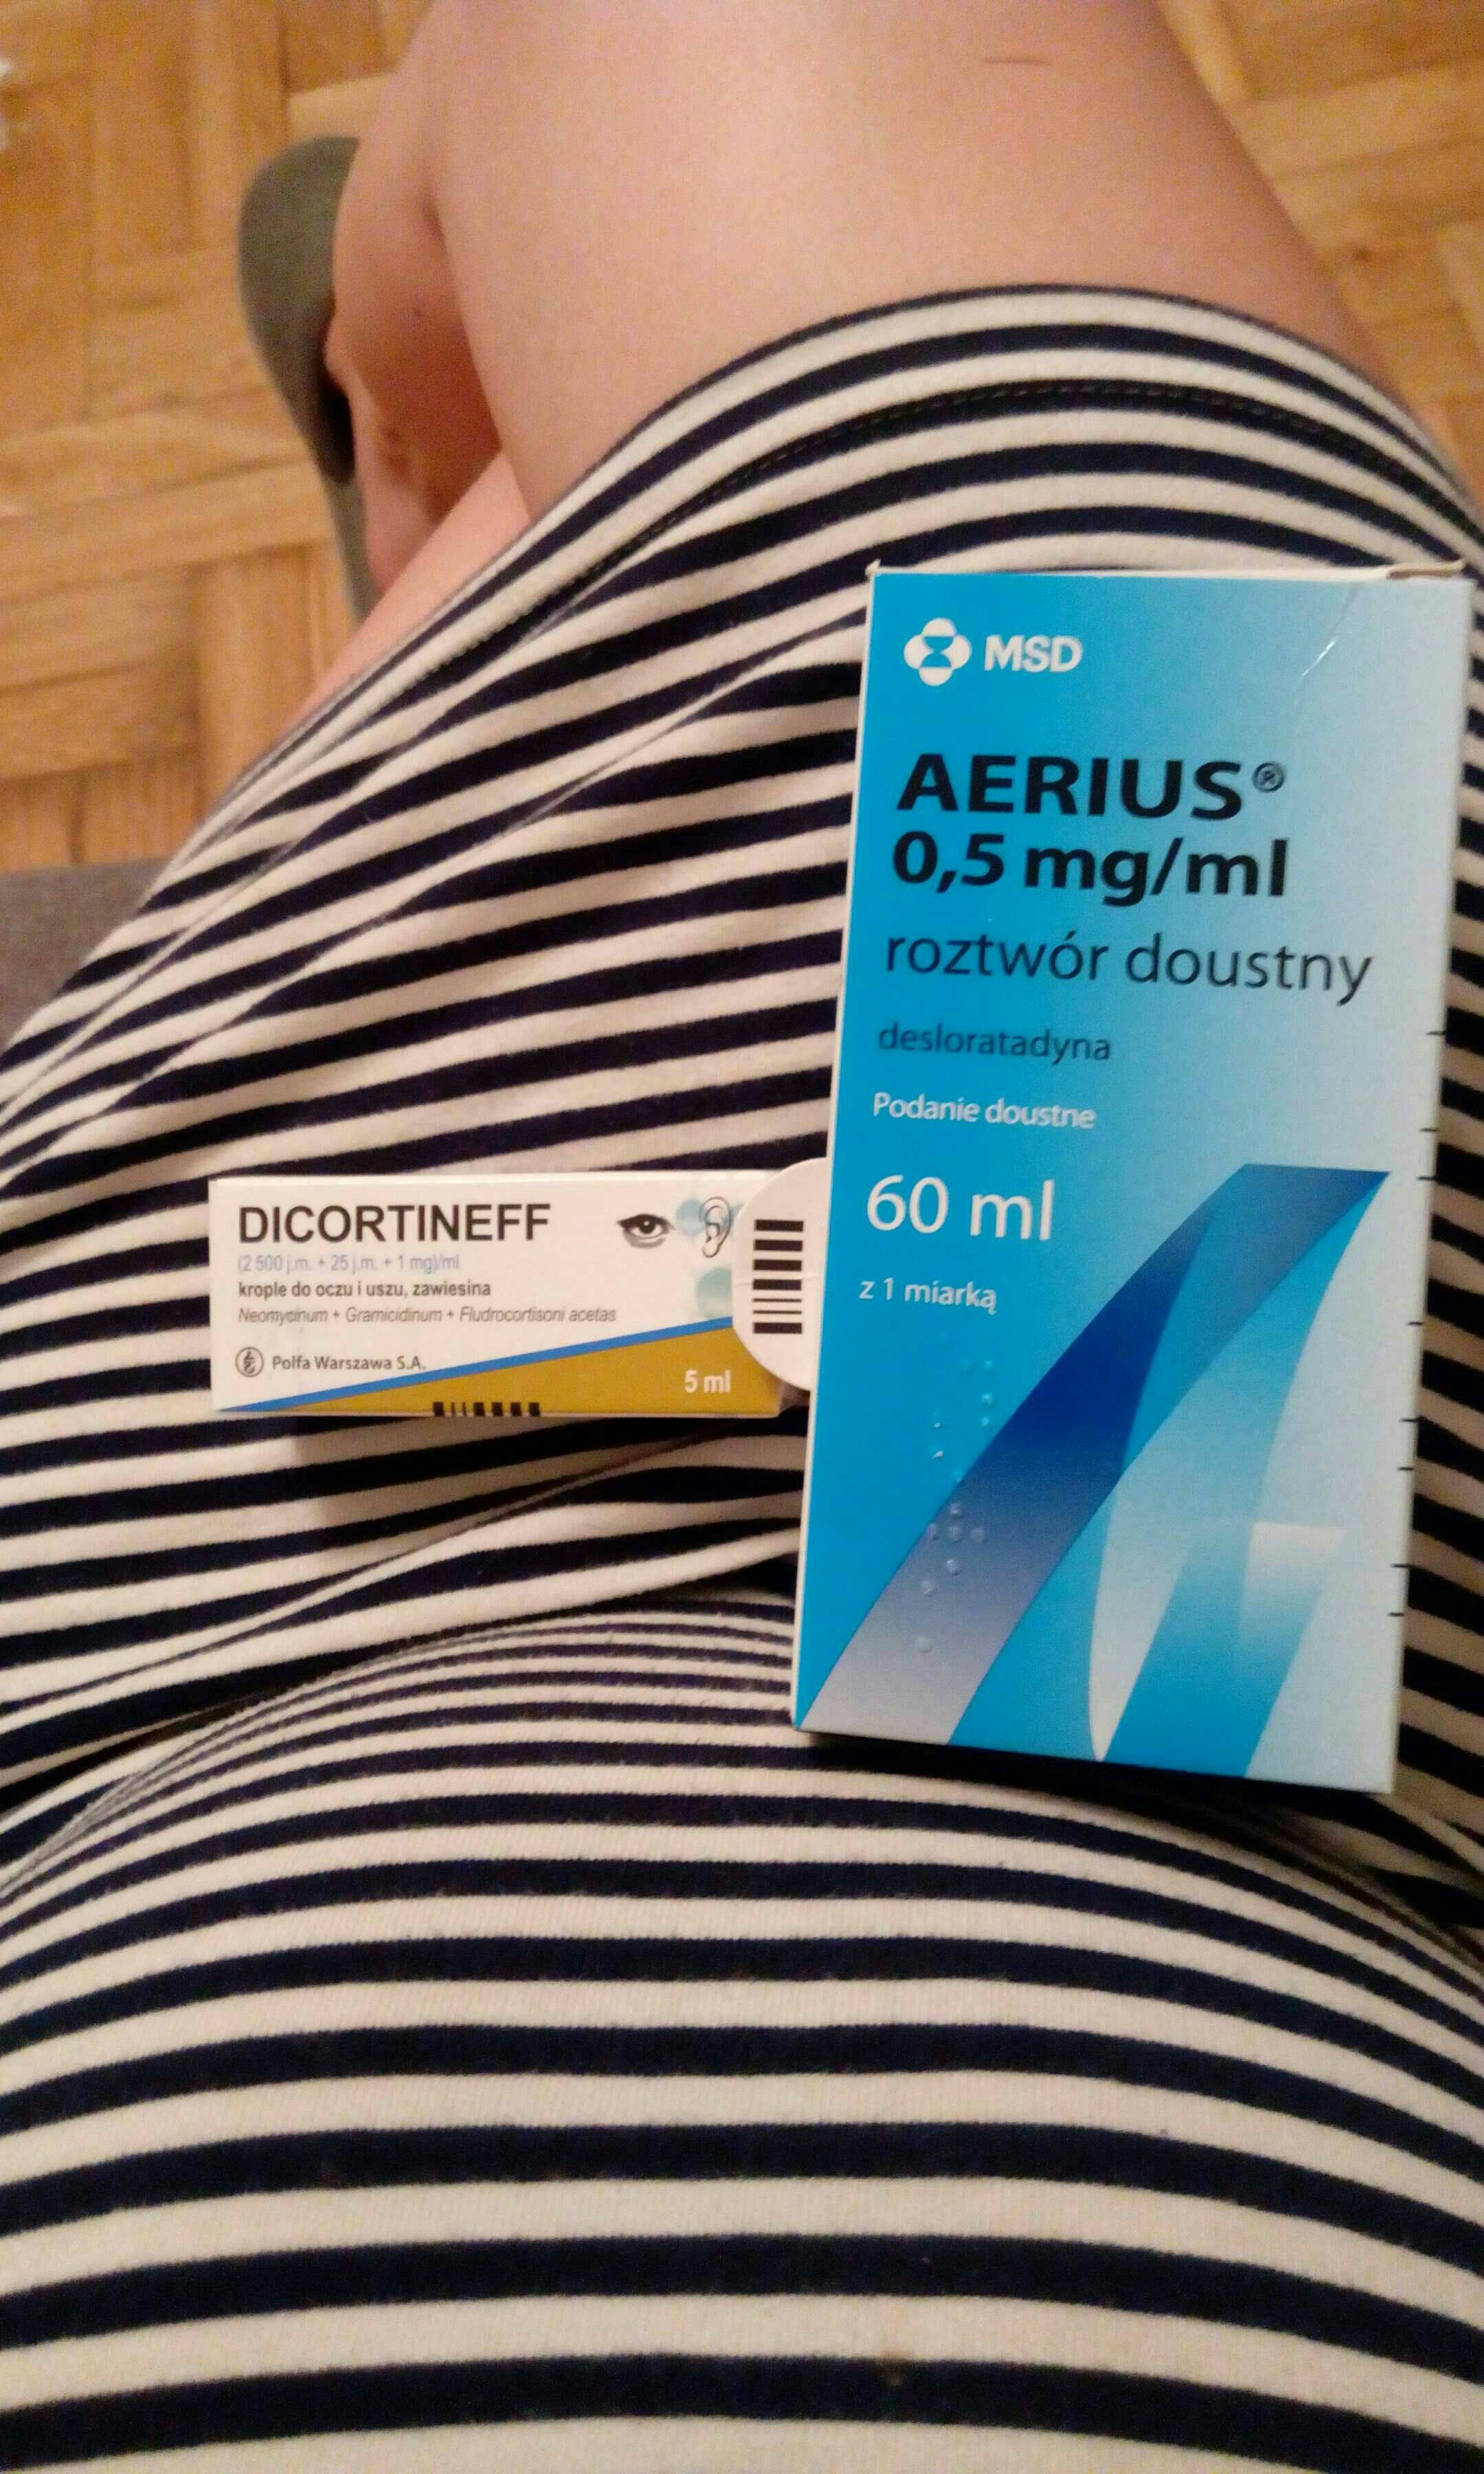 MSD
AERIUS®
0,5 mg/ml
roztwór doustny
desloratadyna
Podanie doustne
60 ml
z 1 miarką
DICORTINEFF
(2 500 j.m. + 25 j.m. + 1 mg)/ml
krople do oczu i uszu, zawiesina
Neomycinum + Gramicidinum + Fludrocortisoni acetas
Polfa Warszawa S.A.
5 ml